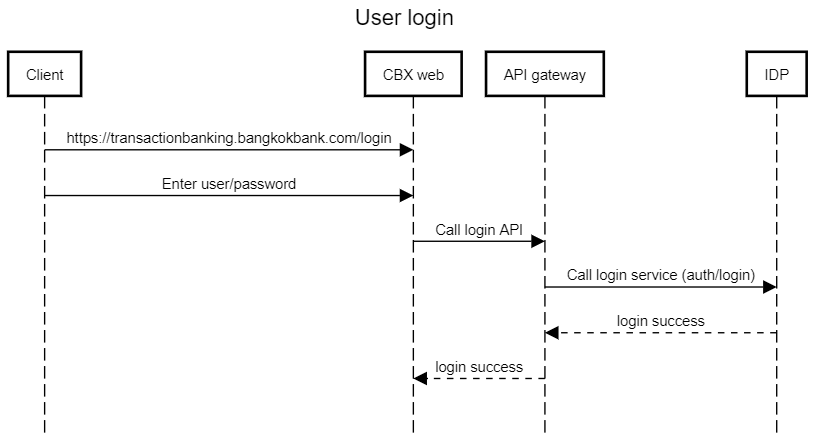 User login
Client
CBX web
API gateway
IDP
https://transactionbanking.bangkokbank.com/login
Enter user/password
Call login API
Call login service (auth/login)
login success
login success